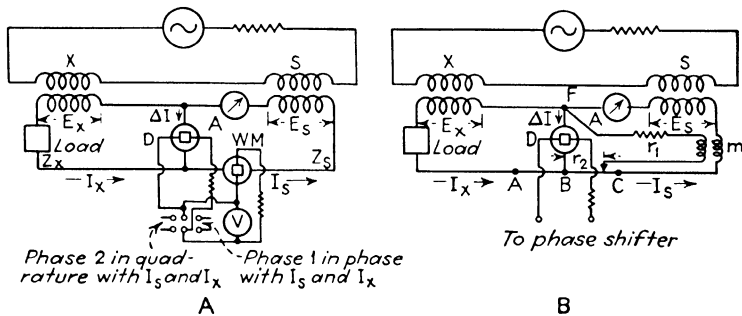 X
S
ΔI
A
E_X
E_S
D
WM
Load
Z_X
Z_S
I_X
I_S
V
Phase 2 in quad-
rature with I_S and I_X
Phase 1 in phase
with I_S and I_X
A
X
S
F
ΔI
A
E_X
E_S
D
Load
r_1
m
r_2
I_X
A
B
C
I_S
To phase shifter
B